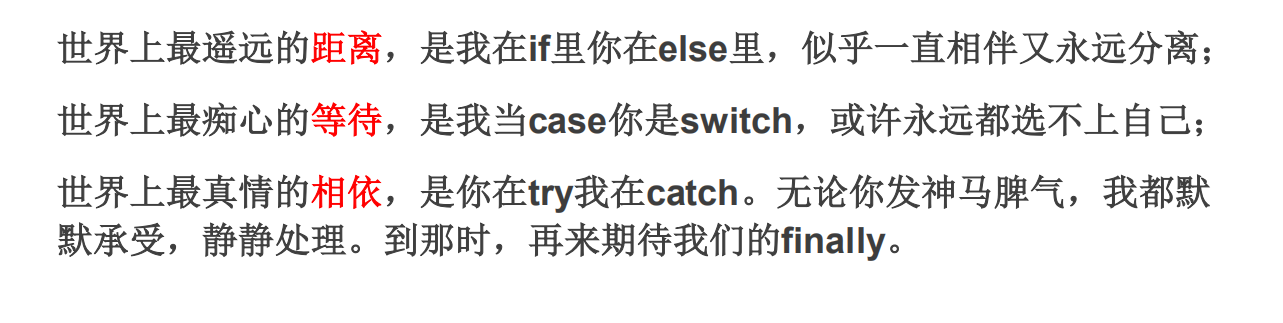 世界上最遥远的距离，是我在if里你在else里，似乎一直相伴又永远分离；
世界上最痴心的等待，是我当case你是switch，或许永远都选不上自己；
世界上最真情的相依，是你在try我在catch。无论你发神马脾气，我都默
默承受，静静处理。到那时，再来期待我们的finally。